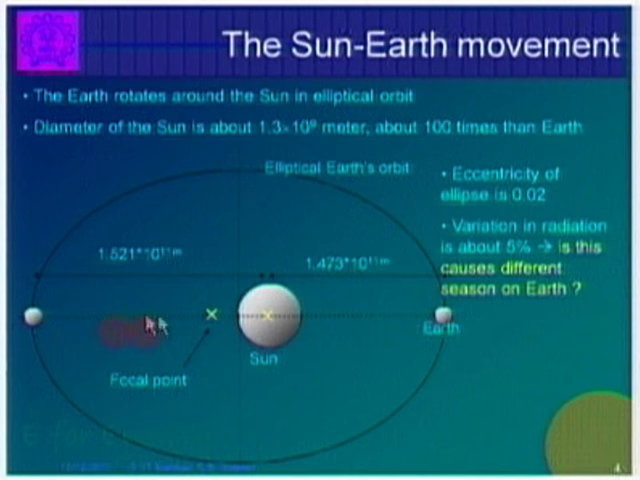 The Sun-Earth movement
• The Earth rotates around the Sun in elliptical orbit
• Diameter of the Sun is about 1.3×10⁹ meter, about 100 times than Earth
Elliptical Earth's orbit
• Eccentricity of
ellipse is 0.02
• Variation in radiation
is about 5% → is this
causes different
season on Earth ?
1.521*10¹¹m
1.473*10¹¹m
Earth
Sun
Focal point
4